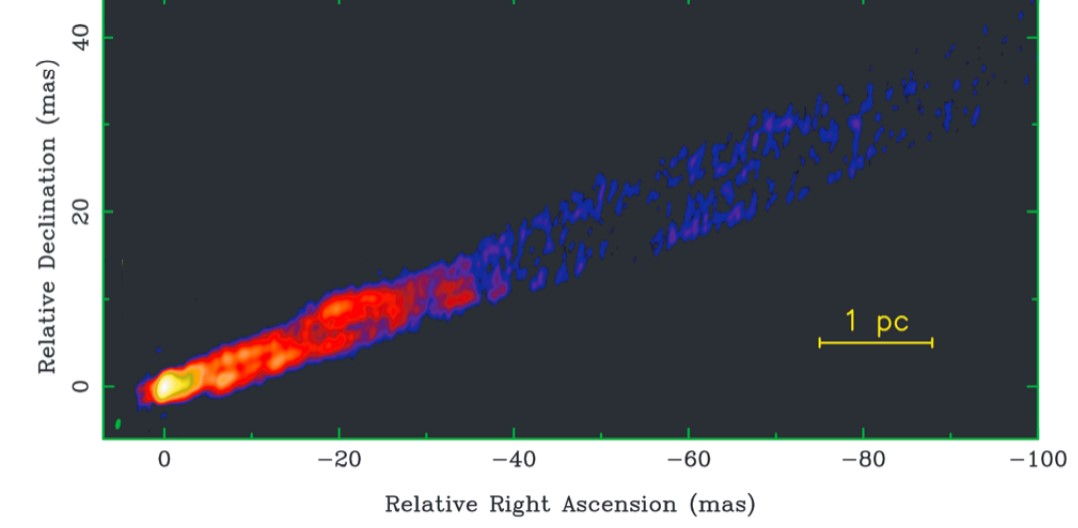 Relative Declination (mas)
40
20
0
1 pc
0 −20 −40 −60 −80 −100
Relative Right Ascension (mas)